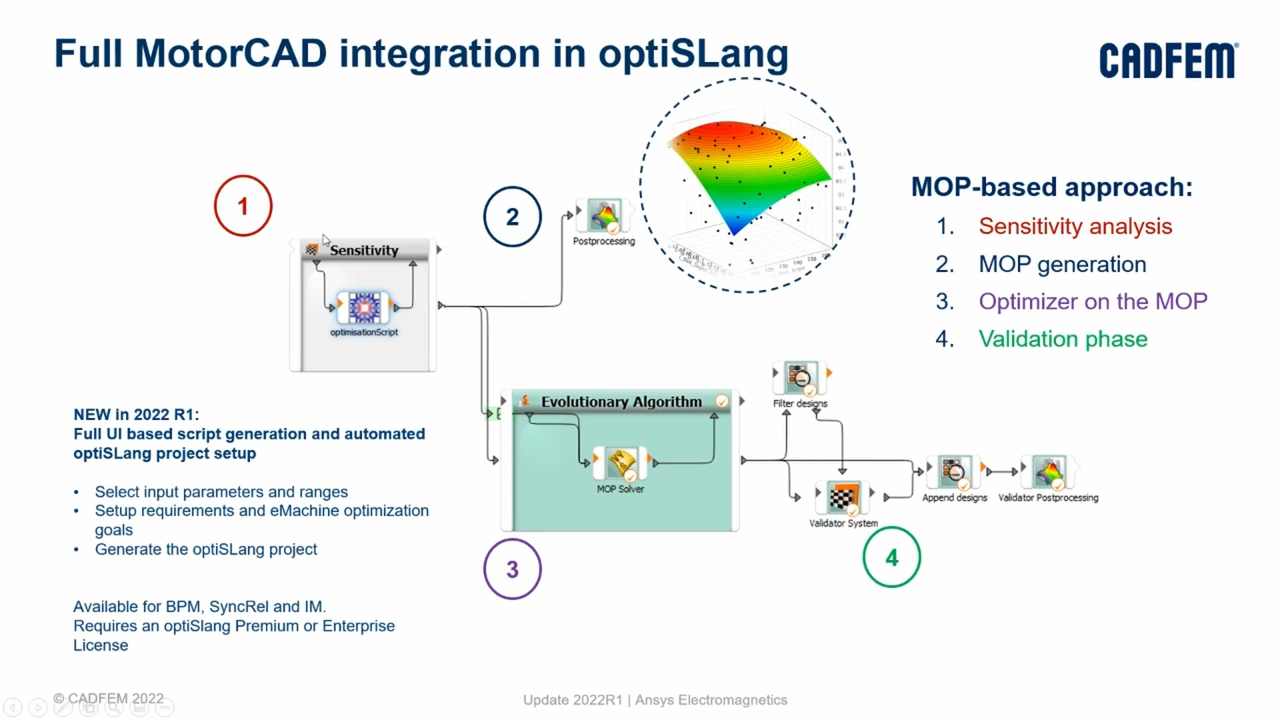 Full MotorCAD integration in optiSLang
CADFEM®
1
2
Postprocessing
MOP-based approach:
1. Sensitivity analysis
2. MOP generation
3. Optimizer on the MOP
4. Validation phase
Sensitivity
optimisationScript
NEW in 2022 R1:
Full UI based script generation and automated
optiSLang project setup
• Select input parameters and ranges
• Setup requirements and eMachine optimization
goals
• Generate the optiSLang project
Available for BPM, SyncRel and IM.
Requires an optiSlang Premium or Enterprise
License
Evolutionary Algorithm
MOP Solver
Filter designs
Validator System
Append designs
Validator Postprocessing
3
4
© CADFEM 2022
Update 2022R1 | Ansys Electromagnetics